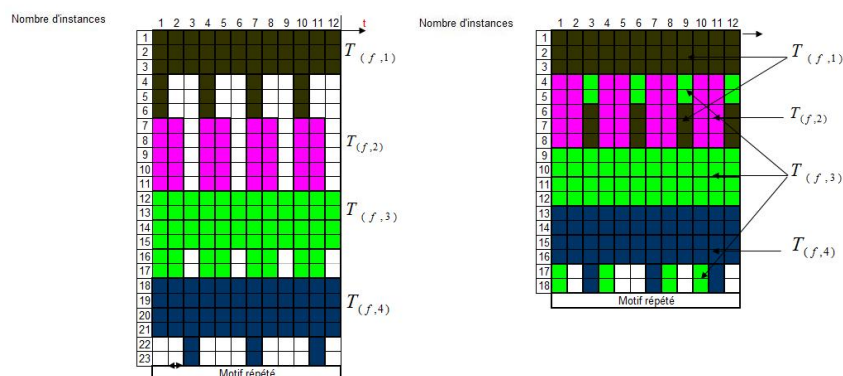 Nombre d'instances
1 2 3 4 5 6 7 8 9 10 11 12 t
1
2
3
4
5
6
7
8
9
10
11
12
13
14
15
16
17
18
19
20
21
22
23
T(f,1)
T(f,2)
T(f,3)
T(f,4)
Motif répété
Nombre d'instances
1 2 3 4 5 6 7 8 9 10 11 12
1
2
3
4
5
6
7
8
9
10
11
12
13
14
15
16
17
18
T(f,1)
T(f,2)
T(f,3)
T(f,4)
Motif répété